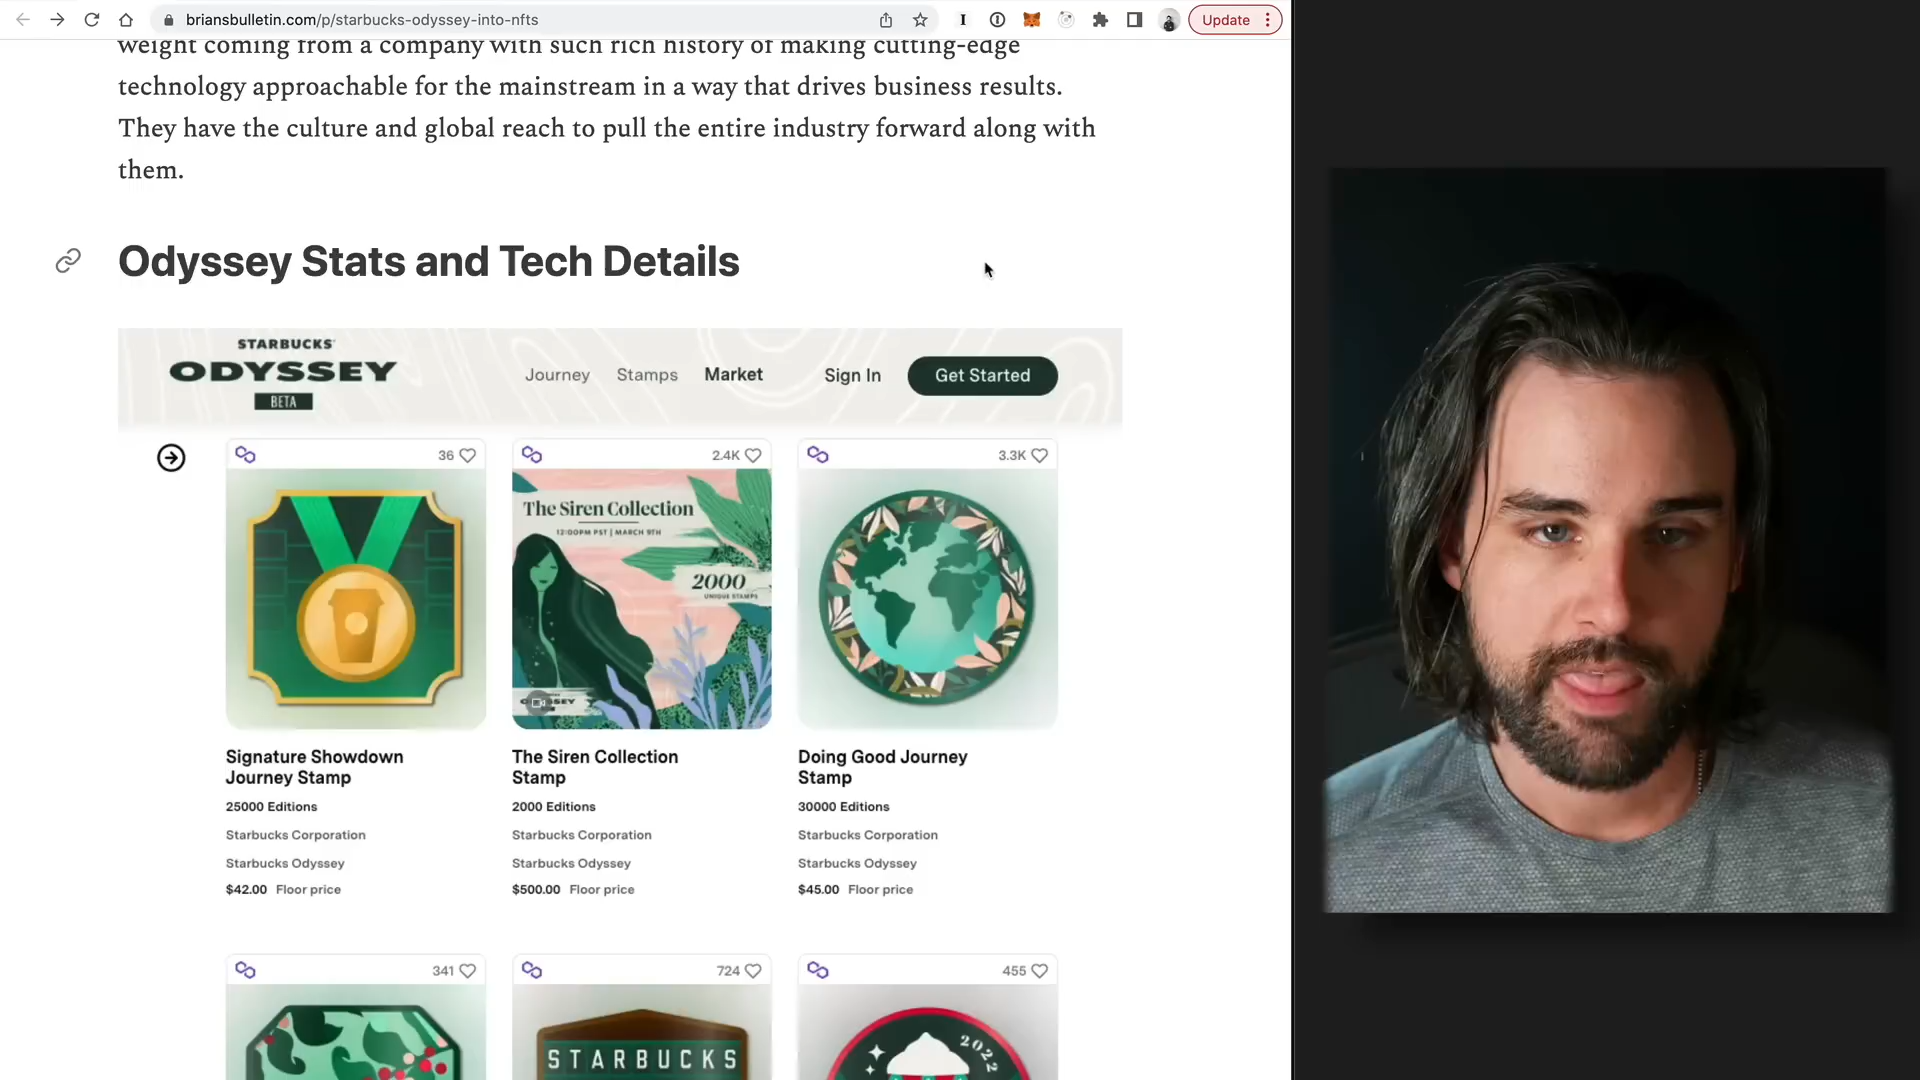 briansbulletin.com/p/starbucks-odyssey-into-nfts
Update
weight coming from a company with such rich history of making cutting-edge
technology approachable for the mainstream in a way that drives business results.
They have the culture and global reach to pull the entire industry forward along with
them.
Odyssey Stats and Tech Details
STARBUCKS
ODYSSEY
BETA
Journey Stamps Market Sign In Get Started
36 2.4K 3.3K
The Siren Collection
12:00PM PST | MARCH 9TH
2000
UNIQUE STAMPS
ODYSSEY
Signature Showdown
Journey Stamp
25000 Editions
Starbucks Corporation
Starbucks Odyssey
$42.00 Floor price
The Siren Collection
Stamp
2000 Editions
Starbucks Corporation
Starbucks Odyssey
$500.00 Floor price
Doing Good Journey
Stamp
30000 Editions
Starbucks Corporation
Starbucks Odyssey
$45.00 Floor price
341 724 455
STARBUCKS
2022